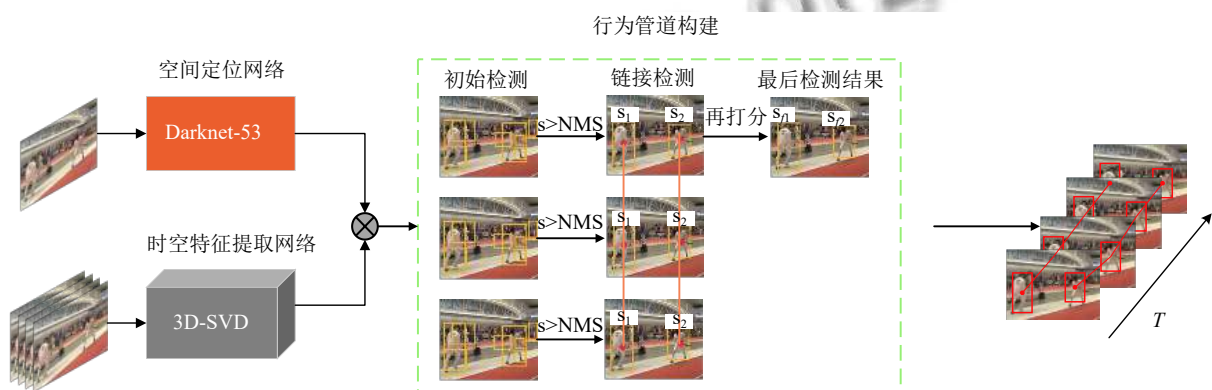 行为管道构建
空间定位网络
Darknet-53
时空特征提取网络
3D-SVD
初始检测
链接检测
最后检测结果
s>NMS
s1
s2
再打分
sf1
sf2
s>NMS
s1
s2
s>NMS
s1
s2
T